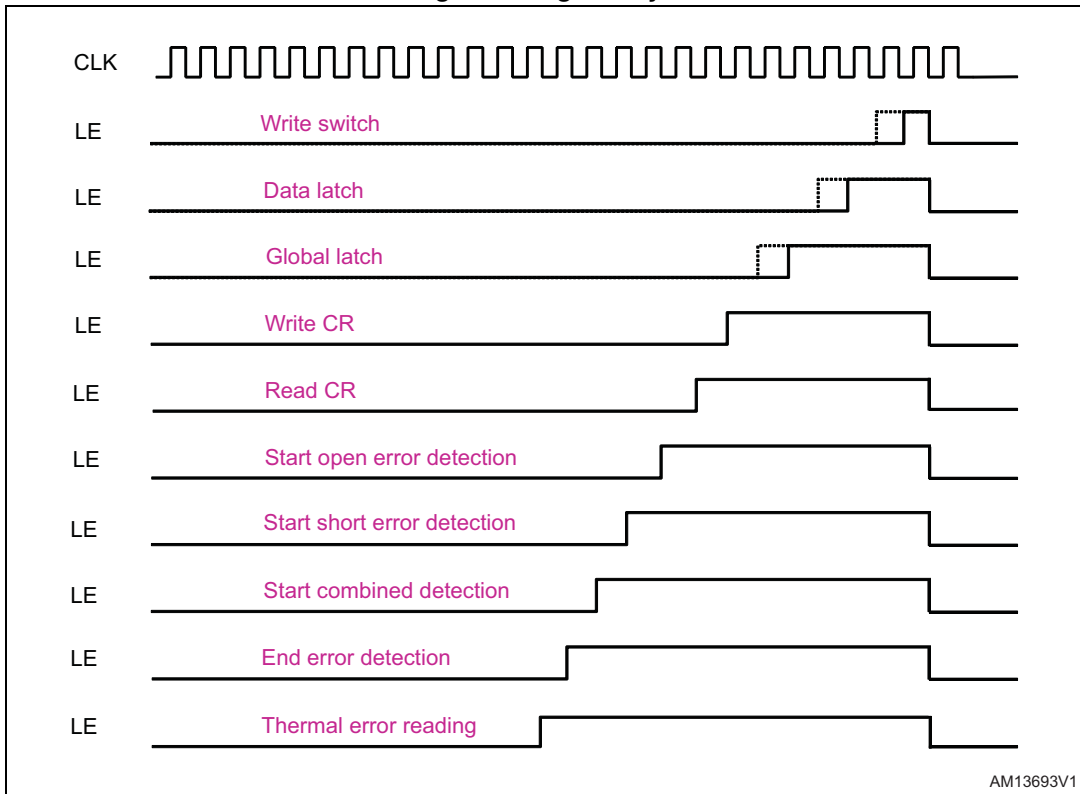 CLK
LE Write switch
LE Data latch
LE Global latch
LE Write CR
LE Read CR
LE Start open error detection
LE Start short error detection
LE Start combined detection
LE End error detection
LE Thermal error reading
AM13693V1